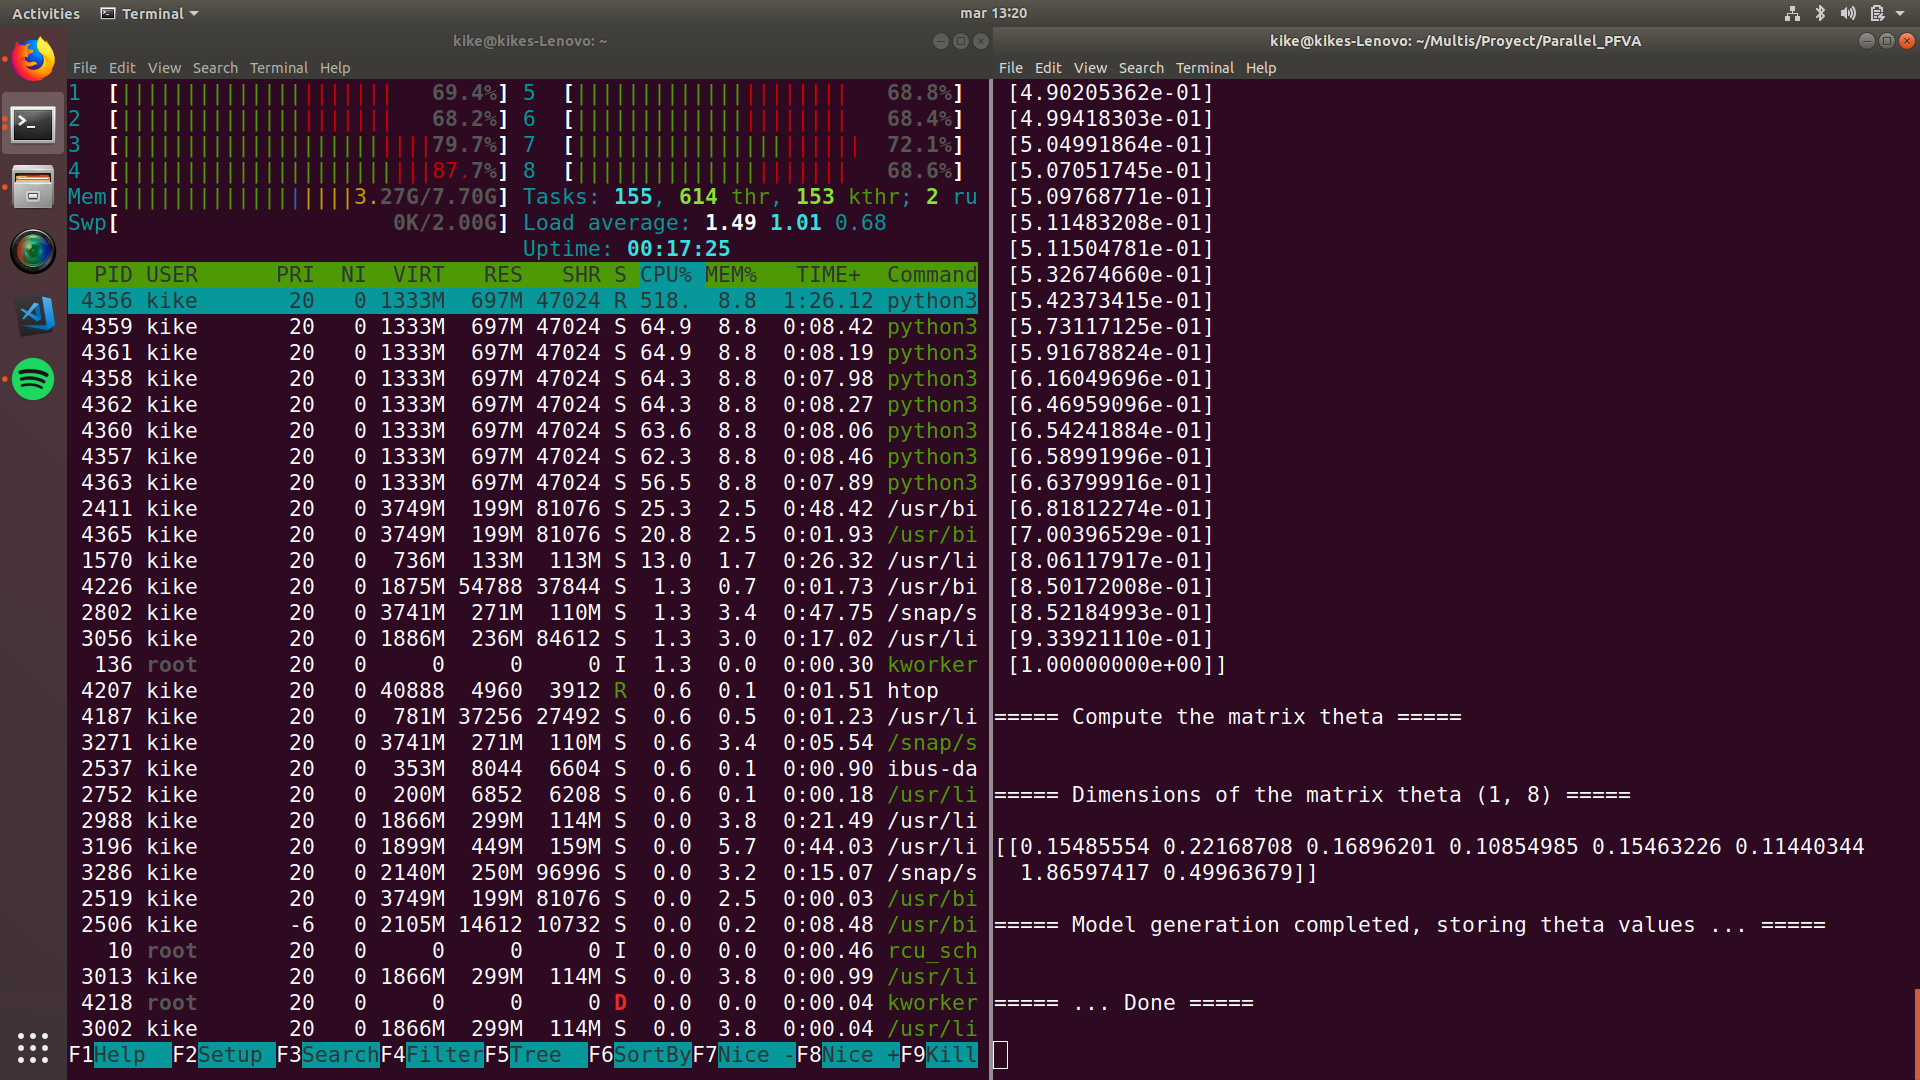 Activities Terminal mar 13:20
kike@kikes-Lenovo: ~
File Edit View Search Terminal Help
1 [||||||||||||||||||||| 69.4%] 5 [||||||||||||||||||||| 68.8%]
2 [||||||||||||||||||||| 68.2%] 6 [||||||||||||||||||||| 68.4%]
3 [||||||||||||||||||||||||79.7%] 7 [|||||||||||||||||||||| 72.1%]
4 [||||||||||||||||||||||||87.7%] 8 [||||||||||||||||||||| 68.6%]
Mem[||||||||||||||||||3.27G/7.70G] Tasks: 155, 614 thr, 153 kthr; 2 ru
Swp[ 0K/2.00G] Load average: 1.49 1.01 0.68
Uptime: 00:17:25
PID USER PRI NI VIRT RES SHR S CPU% MEM% TIME+ Command
4356 kike 20 0 1333M 697M 47024 R 518. 8.8 1:26.12 python3
4359 kike 20 0 1333M 697M 47024 S 64.9 8.8 0:08.42 python3
4361 kike 20 0 1333M 697M 47024 S 64.9 8.8 0:08.19 python3
4358 kike 20 0 1333M 697M 47024 S 64.3 8.8 0:07.98 python3
4362 kike 20 0 1333M 697M 47024 S 64.3 8.8 0:08.27 python3
4360 kike 20 0 1333M 697M 47024 S 63.6 8.8 0:08.06 python3
4357 kike 20 0 1333M 697M 47024 S 62.3 8.8 0:08.46 python3
4363 kike 20 0 1333M 697M 47024 S 56.5 8.8 0:07.89 python3
2411 kike 20 0 3749M 199M 81076 S 25.3 2.5 0:48.42 /usr/bi
4365 kike 20 0 3749M 199M 81076 S 20.8 2.5 0:01.93 /usr/bi
1570 kike 20 0 736M 133M 113M S 13.0 1.7 0:26.32 /usr/li
4226 kike 20 0 1875M 54788 37844 S 1.3 0.7 0:01.73 /usr/bi
2802 kike 20 0 3741M 271M 110M S 1.3 3.4 0:47.75 /snap/s
3056 kike 20 0 1886M 236M 84612 S 1.3 3.0 0:17.02 /usr/li
136 root 20 0 0 0 0 I 1.3 0.0 0:00.30 kworker
4207 kike 20 0 40888 4960 3912 R 0.6 0.1 0:01.51 htop
4187 kike 20 0 781M 37256 27492 S 0.6 0.5 0:01.23 /usr/li
3271 kike 20 0 3741M 271M 110M S 0.6 3.4 0:05.54 /snap/s
2537 kike 20 0 353M 8044 6604 S 0.6 0.1 0:00.90 ibus-da
2752 kike 20 0 200M 6852 6208 S 0.6 0.1 0:00.18 /usr/li
2988 kike 20 0 1866M 299M 114M S 0.0 3.8 0:21.49 /usr/li
3196 kike 20 0 1899M 449M 159M S 0.0 5.7 0:44.03 /usr/li
3286 kike 20 0 2140M 250M 96996 S 0.0 3.2 0:15.07 /snap/s
2519 kike 20 0 3749M 199M 81076 S 0.0 2.5 0:00.03 /usr/bi
2506 kike -6 0 2105M 14612 10732 S 0.0 0.2 0:08.48 /usr/bi
10 root 20 0 0 0 0 I 0.0 0.0 0:00.46 rcu_sch
3013 kike 20 0 1866M 299M 114M S 0.0 3.8 0:00.99 /usr/li
4218 root 20 0 0 0 0 D 0.0 0.0 0:00.04 kworker
3002 kike 20 0 1866M 299M 114M S 0.0 3.8 0:00.04 /usr/li
F1Help F2Setup F3SearchF4FilterF5Tree F6SortByF7Nice -F8Nice +F9Kill
kike@kikes-Lenovo: ~/Multis/Proyect/Parallel_PFVA
File Edit View Search Terminal Help
[4.90205362e-01]
[4.99418303e-01]
[5.04991864e-01]
[5.07051745e-01]
[5.09768771e-01]
[5.11483208e-01]
[5.11504781e-01]
[5.32674660e-01]
[5.42373415e-01]
[5.73117125e-01]
[5.91678824e-01]
[6.16049696e-01]
[6.46959096e-01]
[6.54241884e-01]
[6.58991996e-01]
[6.63799916e-01]
[6.81812274e-01]
[7.00396529e-01]
[8.06117917e-01]
[8.50172008e-01]
[8.52184993e-01]
[9.33921110e-01]
[1.00000000e+00]]
===== Compute the matrix theta =====
===== Dimensions of the matrix theta (1, 8) =====
[[0.15485554 0.22168708 0.16896201 0.10854985 0.15463226 0.11440344
1.86597417 0.49963679]]
===== Model generation completed, storing theta values ... =====
===== ... Done =====